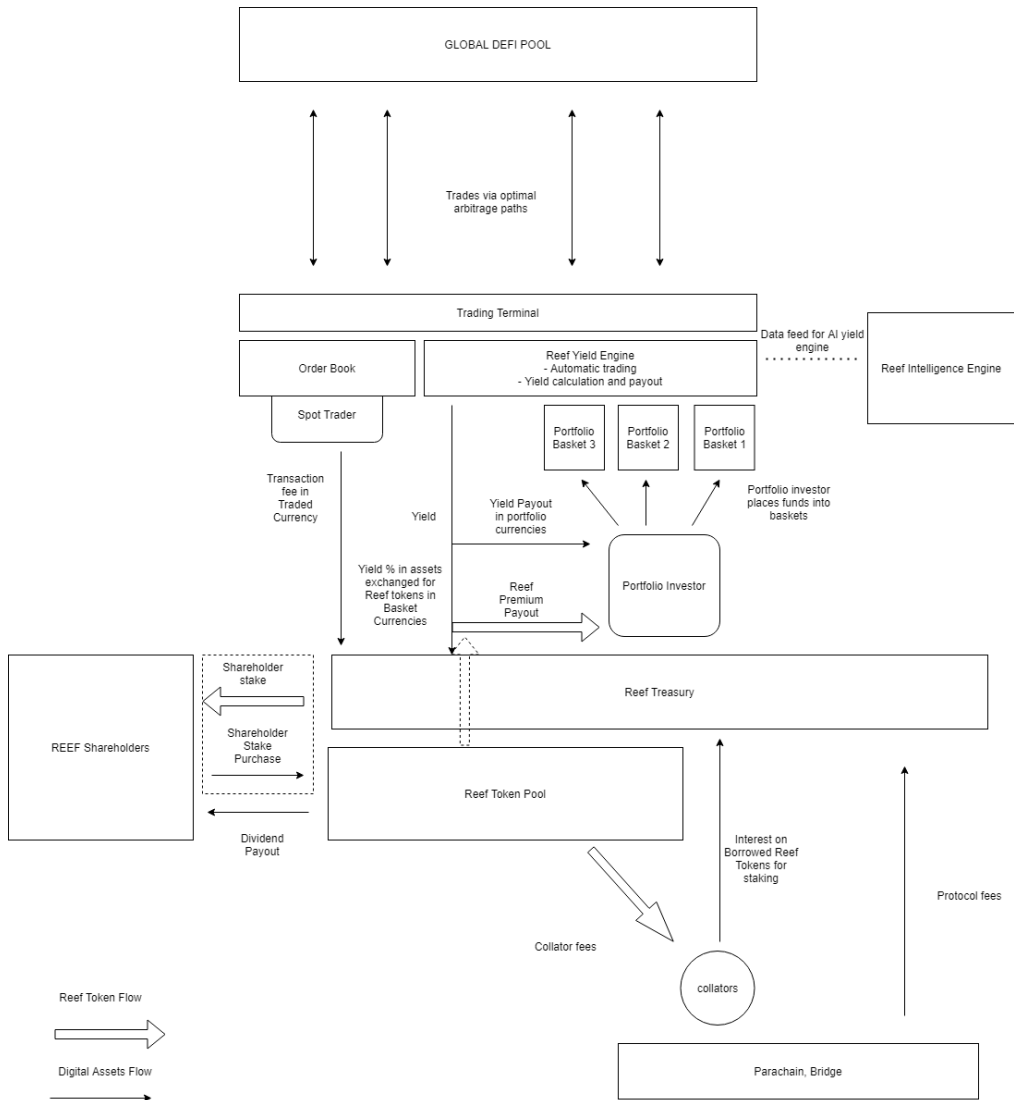 GLOBAL DEFI POOL
Trades via optimal
arbitrage paths
Trading Terminal
Data feed for AI yield
engine
Order Book
Reef Yield Engine
- Automatic trading
- Yield calculation and payout
Reef Intelligence Engine
Spot Trader
Portfolio
Basket 3
Portfolio
Basket 2
Portfolio
Basket 1
Transaction
fee in
Traded
Currency
Yield
Yield Payout
in portfolio
currencies
Portfolio investor
places funds into
baskets
Yield % in assets
exchanged for
Reef tokens in
Basket
Currencies
Reef
Premium
Payout
Portfolio Investor
Shareholder
stake
Reef Treasury
REEF Shareholders
Shareholder
Stake
Purchase
Reef Token Pool
Dividend
Payout
Interest on
Borrowed Reef
Tokens for
staking
Protocol fees
Collator fees
collators
Reef Token Flow
Digital Assets Flow
Parachain, Bridge